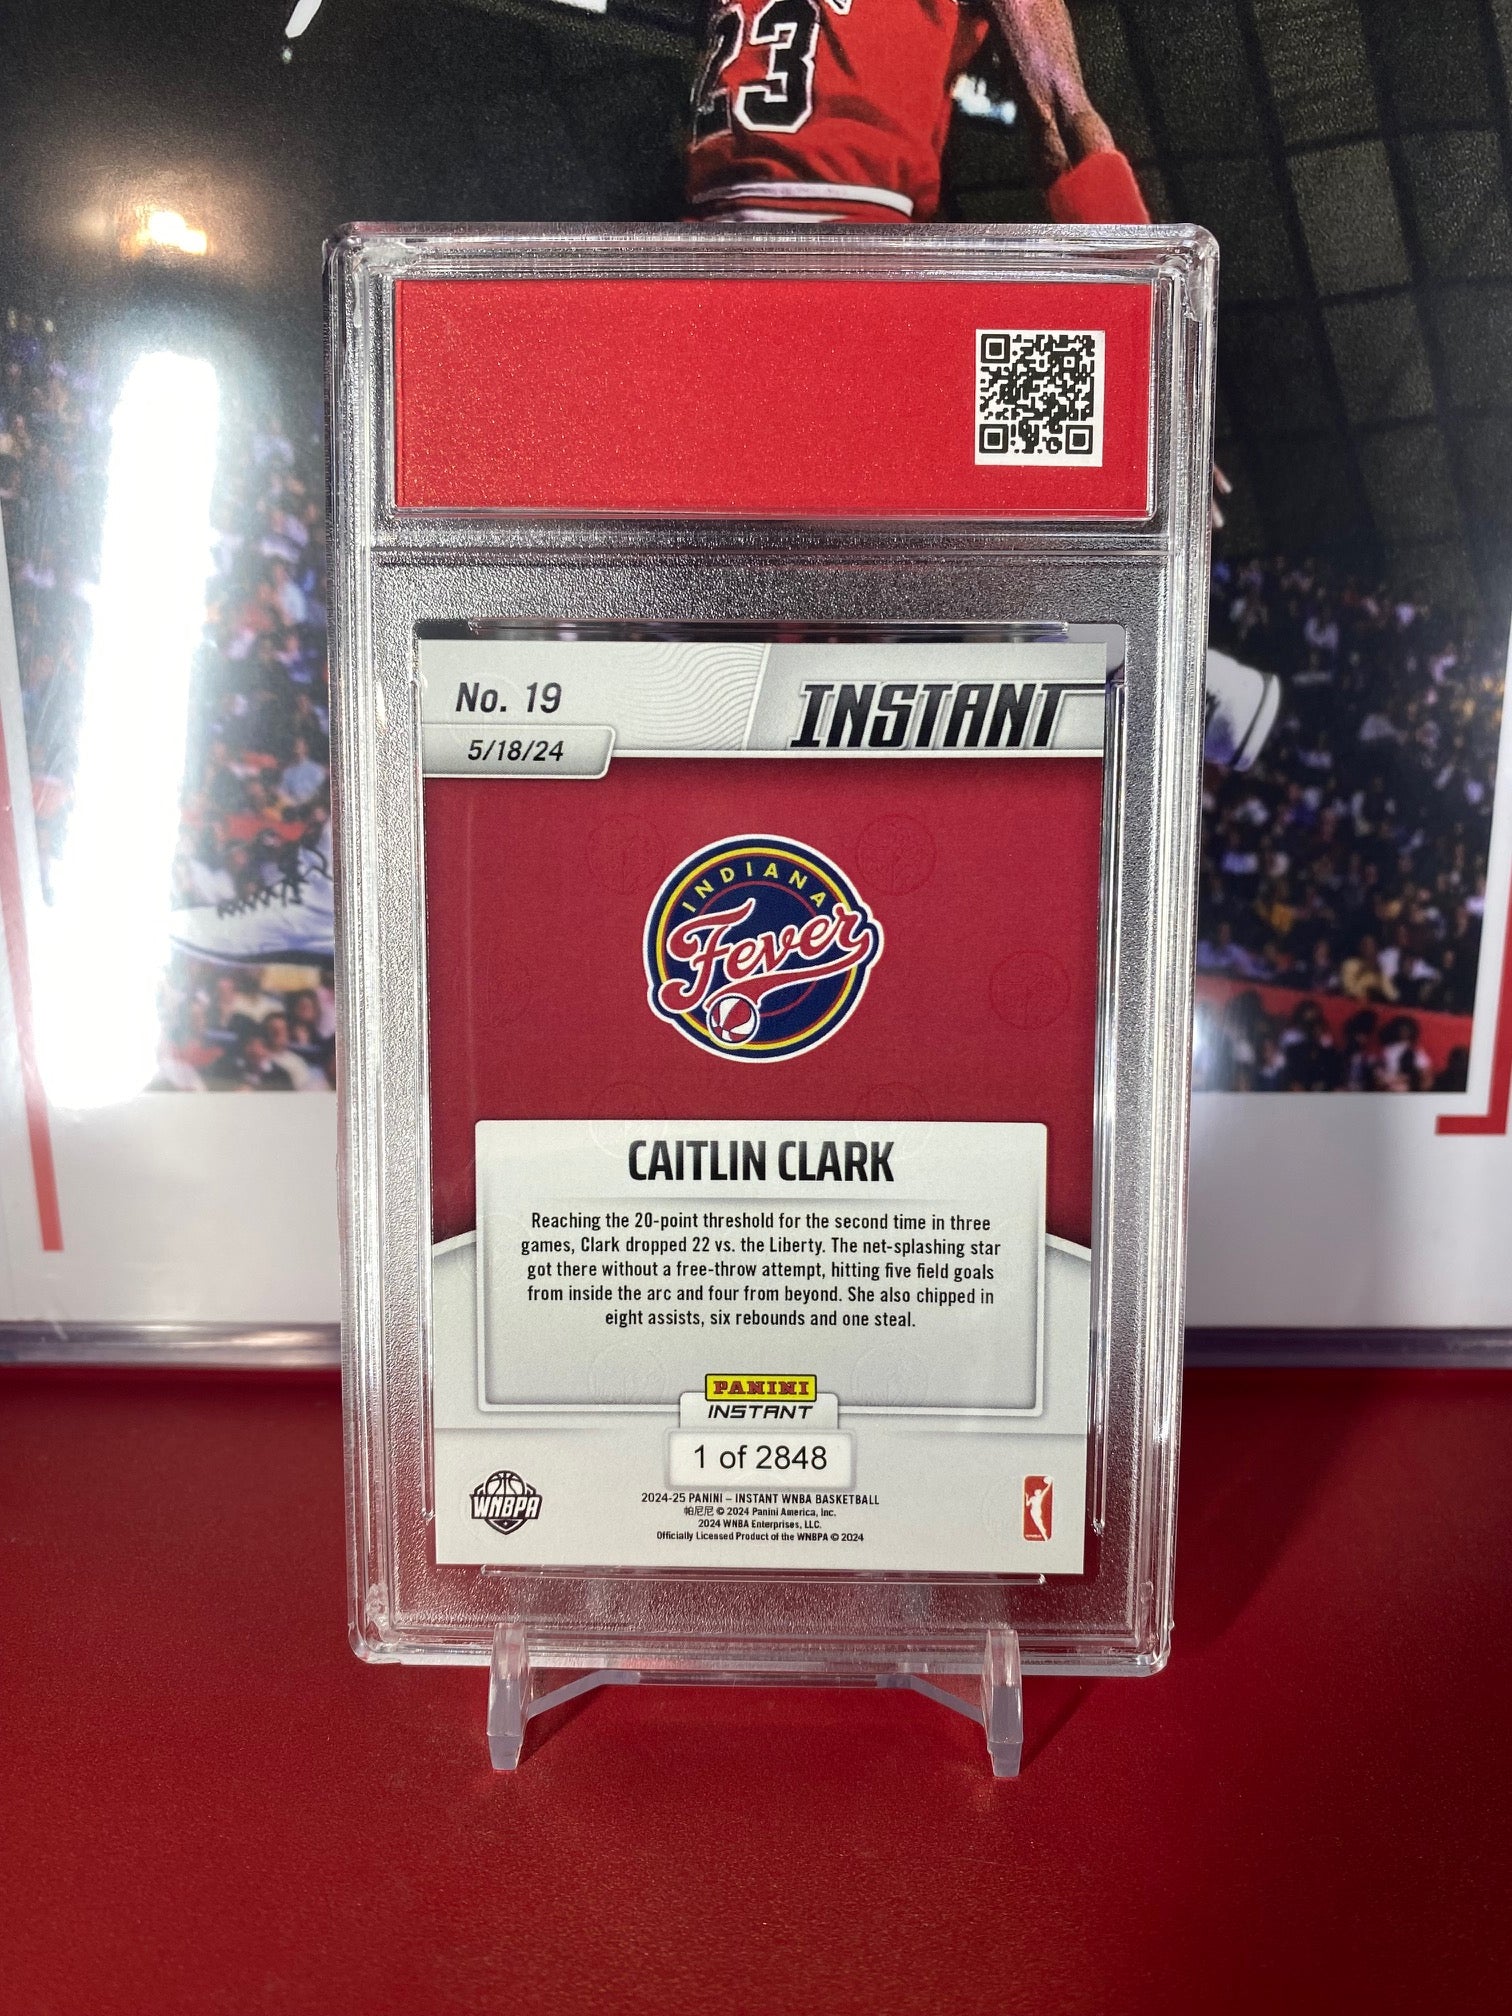 23
No. 19
INSTANT
5/18/24
INDIANA
Fever
CAITLIN CLARK
Reaching the 20-point threshold for the second time in three
games, Clark dropped 22 vs. the Liberty. The net-splashing star
got there without a free-throw attempt, hitting five field goals
from inside the arc and four from beyond. She also chipped in
eight assists, six rebounds and one steal.
PANINI
INSTANT
1 of 2848
WNBPA
2024-25 PANINI – INSTANT WNBA BASKETBALL
帕尼尼 © 2024 Panini America, Inc.
2024 WNBA Enterprises, LLC.
Officially Licensed Product of the WNBPA © 2024